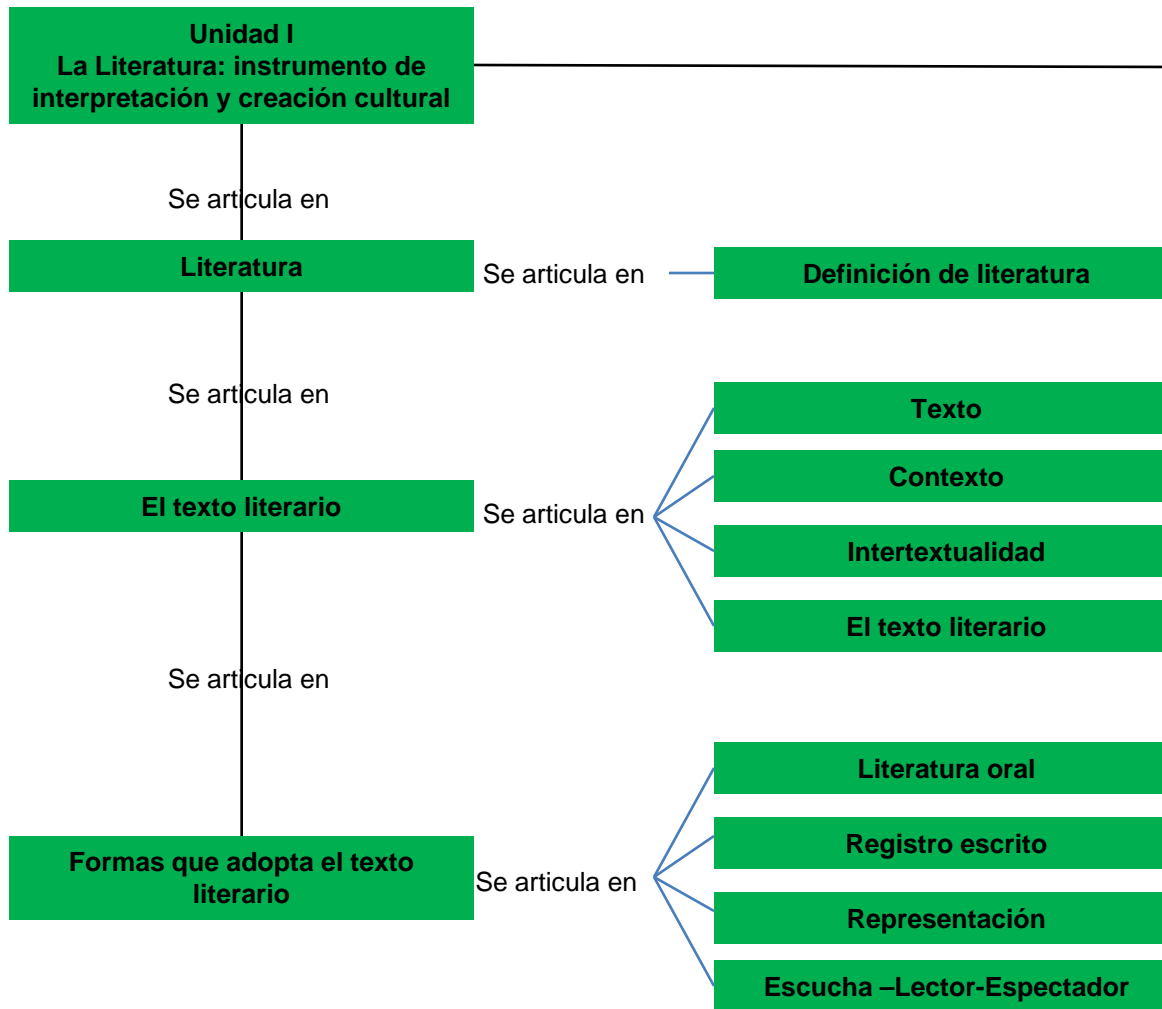 Unidad I
La Literatura: instrumento de
interpretación y creación cultural
Se articula en
Literatura
Se articula en
Definición de literatura
Se articula en
El texto literario
Se articula en
Texto
Contexto
Intertextualidad
El texto literario
Se articula en
Formas que adopta el texto
literario
Se articula en
Literatura oral
Registro escrito
Representación
Escucha –Lector-Espectador